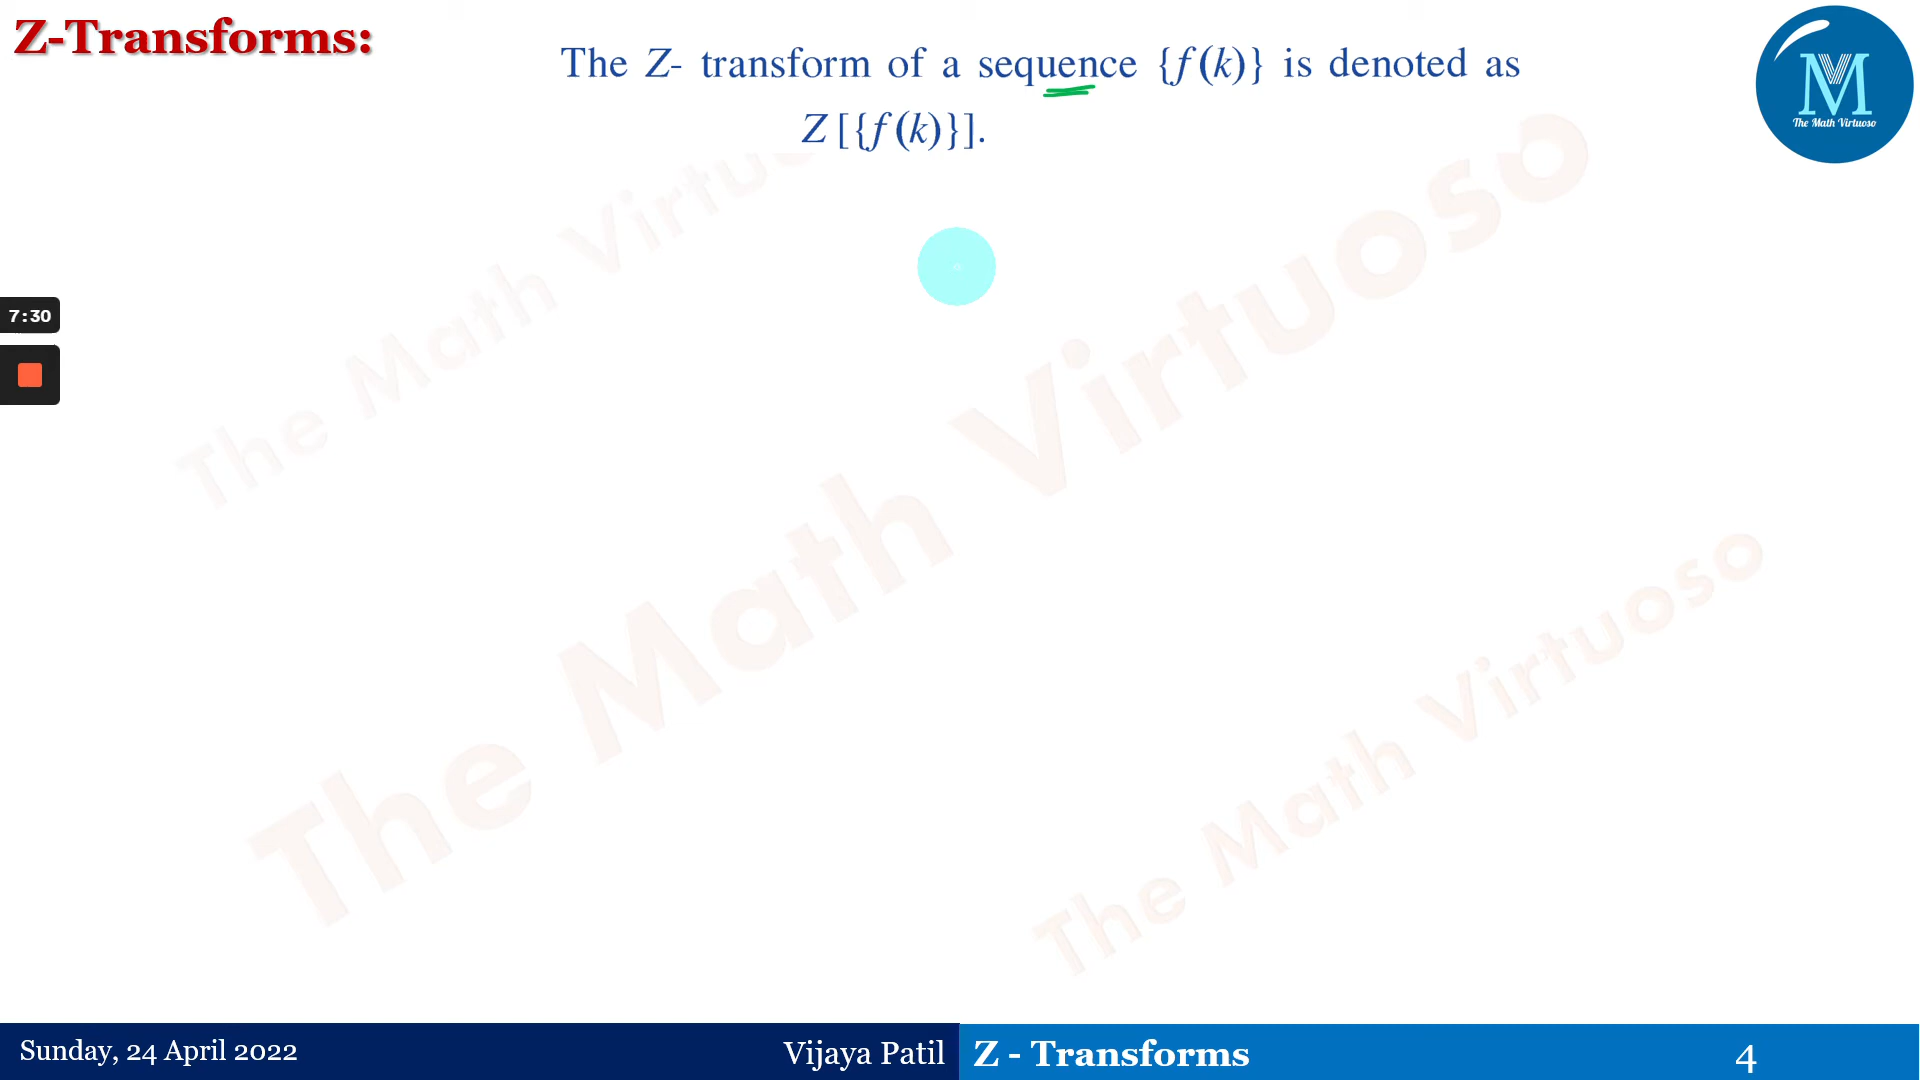 Z-Transforms:
The Z- transform of a sequence {f(k)} is denoted as
Z [{f(k)}].
M
The Math Virtuoso
7:30
The Math Virtuoso
The Math Virtuoso
The Math Virtuoso
Sunday, 24 April 2022
Vijaya Patil
Z - Transforms
4